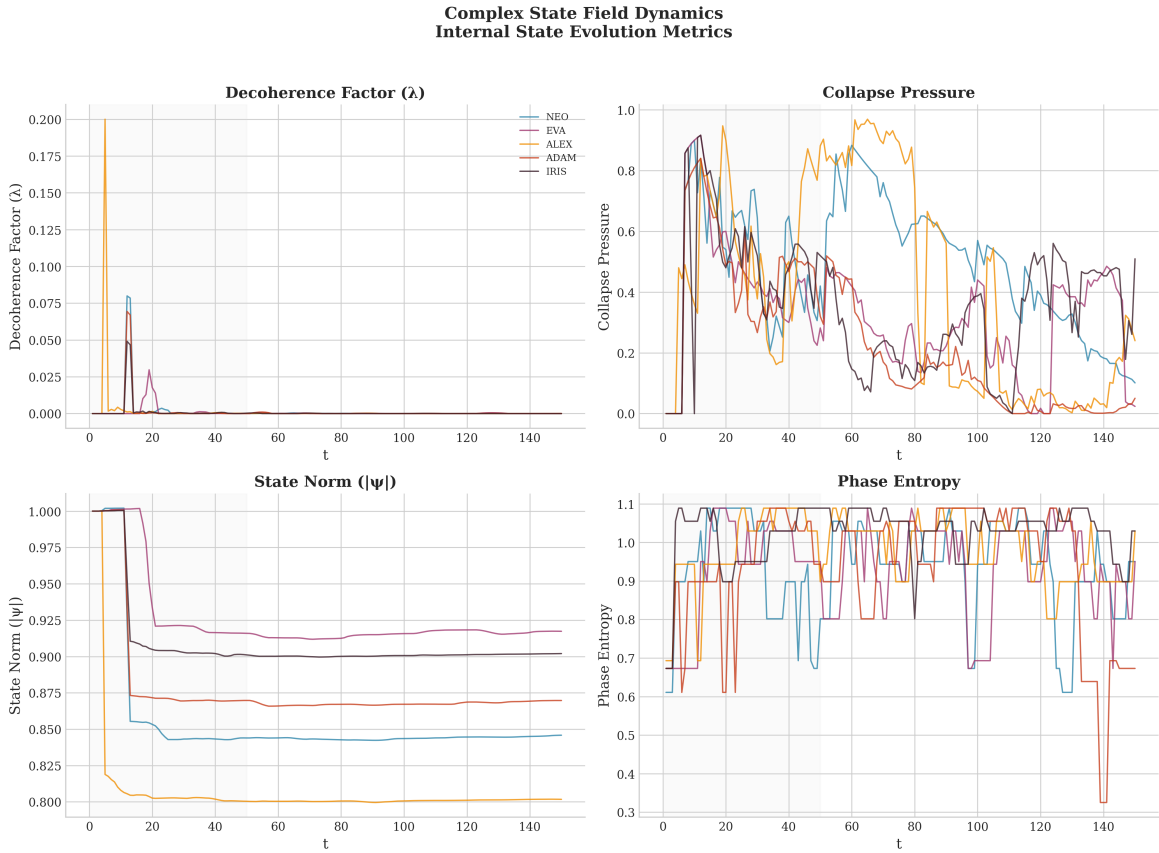 Complex State Field Dynamics
Internal State Evolution Metrics
Decoherence Factor (λ)
Decoherence Factor (λ)
0.200
0.175
0.150
0.125
0.100
0.075
0.050
0.025
0.000
0 20 40 60 80 100 120 140
t
NEO
EVA
ALEX
ADAM
IRIS
Collapse Pressure
Collapse Pressure
1.0
0.8
0.6
0.4
0.2
0.0
0 20 40 60 80 100 120 140
t
State Norm (|ψ|)
State Norm (|ψ|)
1.000
0.975
0.950
0.925
0.900
0.875
0.850
0.825
0.800
0 20 40 60 80 100 120 140
t
Phase Entropy
Phase Entropy
1.1
1.0
0.9
0.8
0.7
0.6
0.5
0.4
0.3
0 20 40 60 80 100 120 140
t